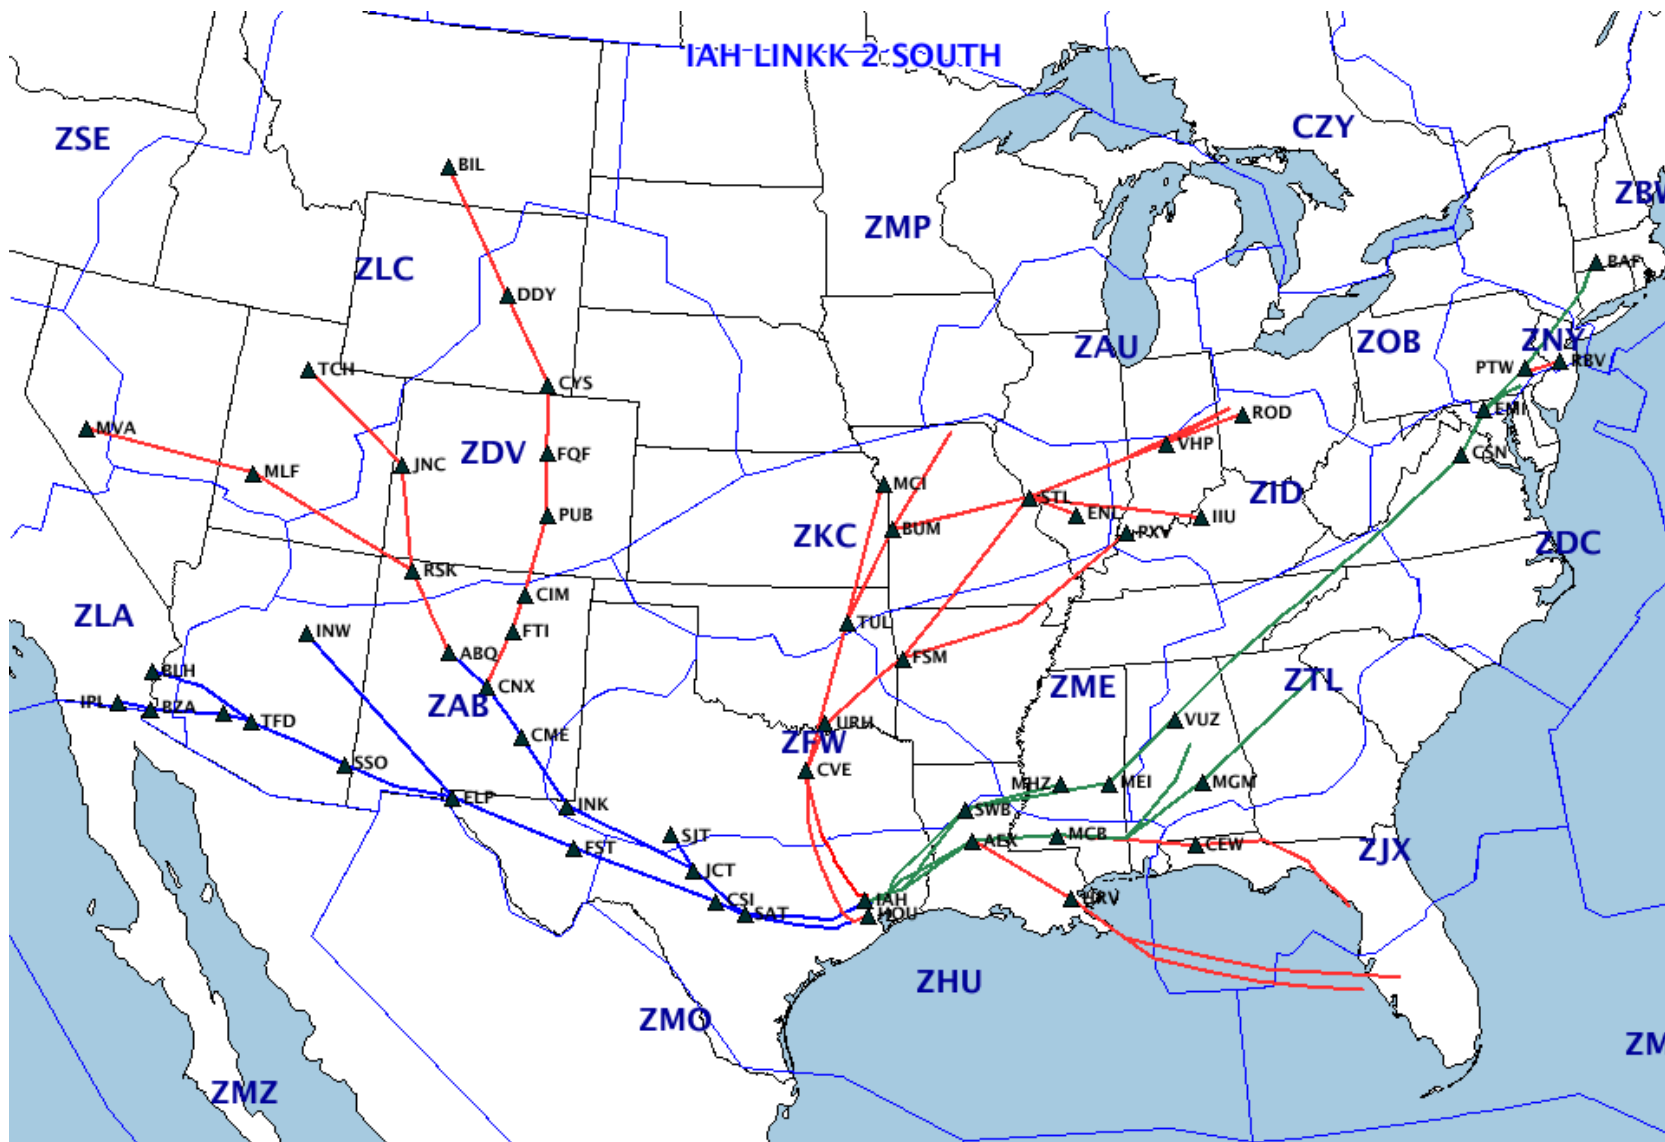 IAH LINKK 2 SOUTH
CZY
ZSE
BIL
ZMP
ZLC
BAF
DDY
ZAU
ZOB
ZNY
TCH
PTW
RBV
CYS
EMI
MVA
ROD
VHP
ZDV
FQF
CSN
MLF
JNC
MCI
ZID
STL
PUB
ENL
IIU
ZKC
BUM
PXV
ZDC
RSK
CIM
ZLA
INW
FTI
TUL
ABQ
FSM
BLH
CNX
ZME
ZTL
IPL
BZA
ZAB
TFD
URH
VUZ
CME
ZFW
SSO
CVE
MHZ
MEI
MGM
ELP
INK
SWB
SJT
AEX
MCB
CEW
FST
ZJX
JCT
CSI
IAH
HRV
SAT
HOU
ZHU
ZMO
ZMZ